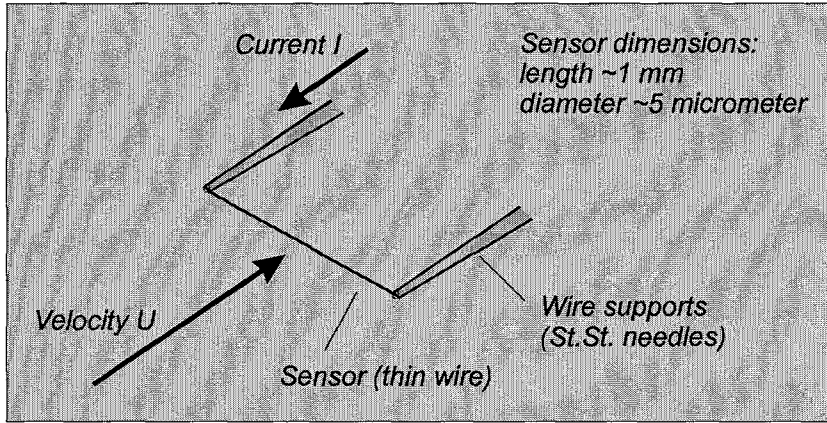 Current I
Sensor dimensions:
length ~1 mm
diameter ~5 micrometer
Velocity U
Wire supports
(St.St. needles)
Sensor (thin wire)